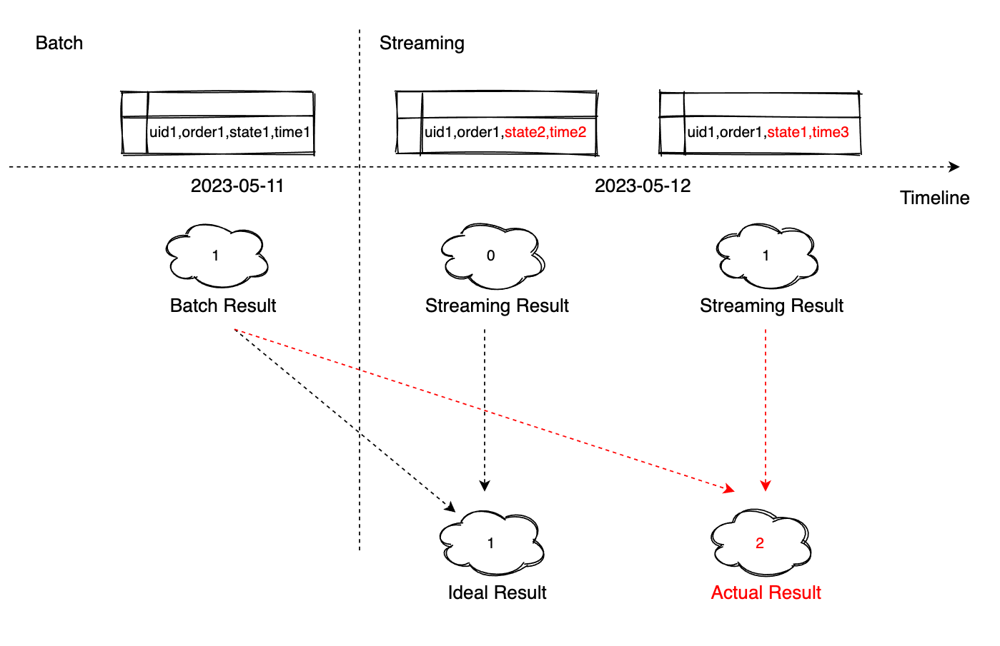 Batch
Streaming
uid1,order1,state1,time1
uid1,order1,state2,time2
uid1,order1,state1,time3
2023-05-11
2023-05-12
Timeline
1
0
1
Batch Result
Streaming Result
Streaming Result
1
2
Ideal Result
Actual Result